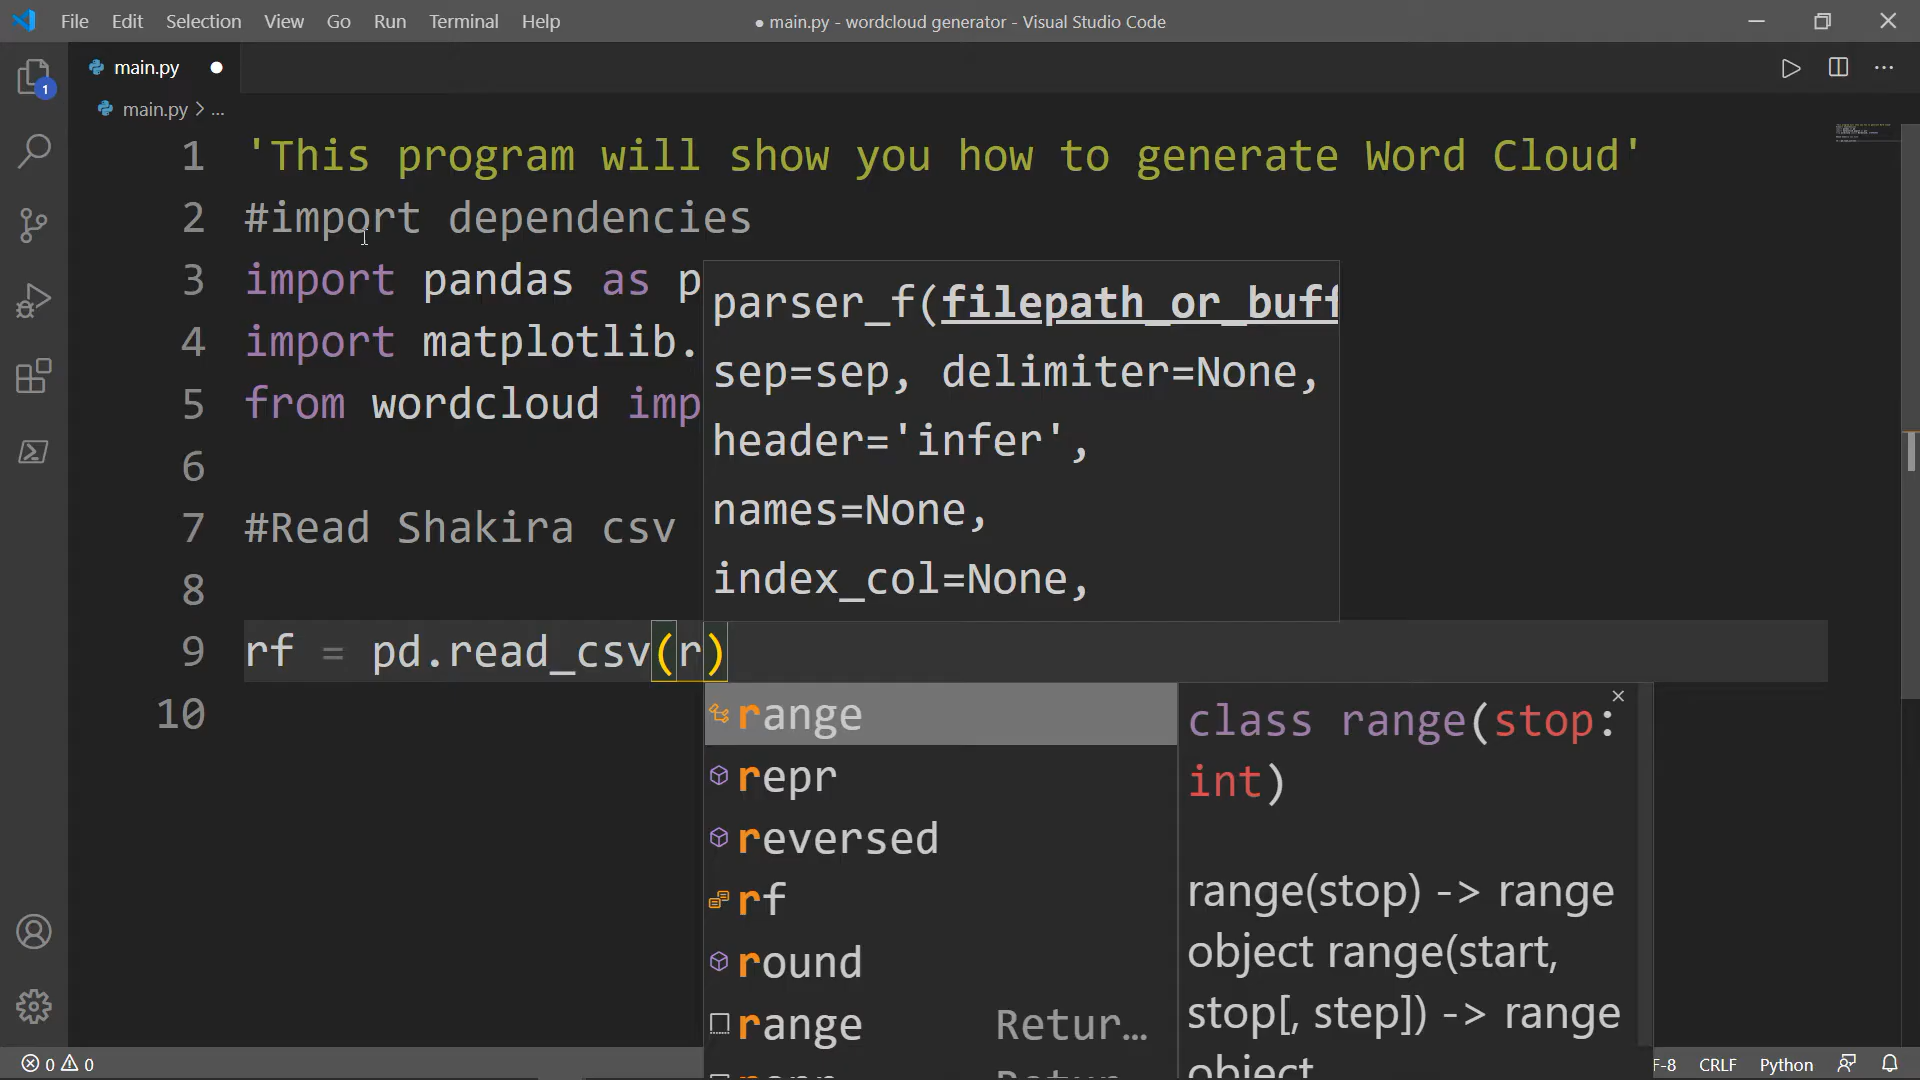 File Edit Selection View Go Run Terminal Help
● main.py - wordcloud generator - Visual Studio Code
main.py
1
main.py > ...
1 'This program will show you how to generate Word Cloud'
2 #import dependencies
3 import pandas as p
4 import matplotlib.
5 from wordcloud imp
6
7 #Read Shakira csv
8
9 rf = pd.read_csv(r)
10
parser_f(filepath_or_buff
sep=sep, delimiter=None,
header='infer',
names=None,
index_col=None,
range
repr
reversed
rf
round
range Retur...
class range(stop:
int)
range(stop) -> range
object range(start,
stop[, step]) -> range
object
0 0
F-8 CRLF Python